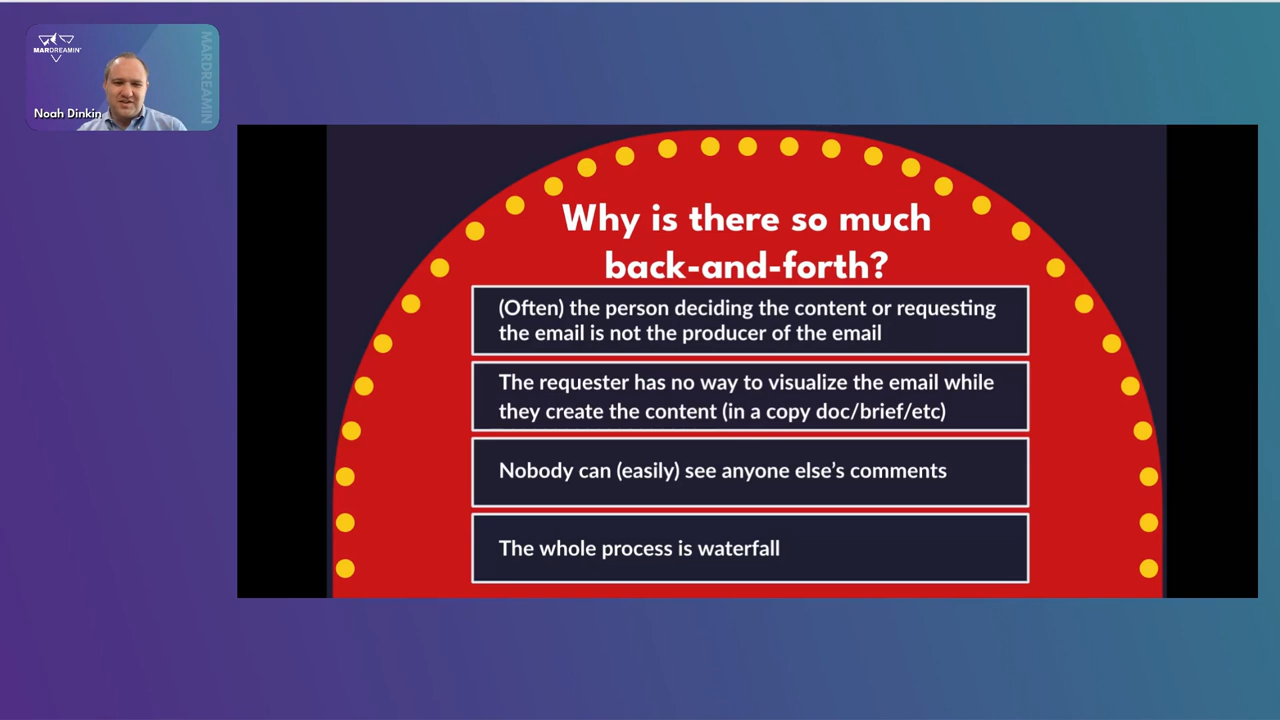 MARDREAMIN'
MARDREAMIN
Noah Dinkin
Why is there so much
back-and-forth?
(Often) the person deciding the content or requesting
the email is not the producer of the email
The requester has no way to visualize the email while
they create the content (in a copy doc/brief/etc)
Nobody can (easily) see anyone else's comments
The whole process is waterfall